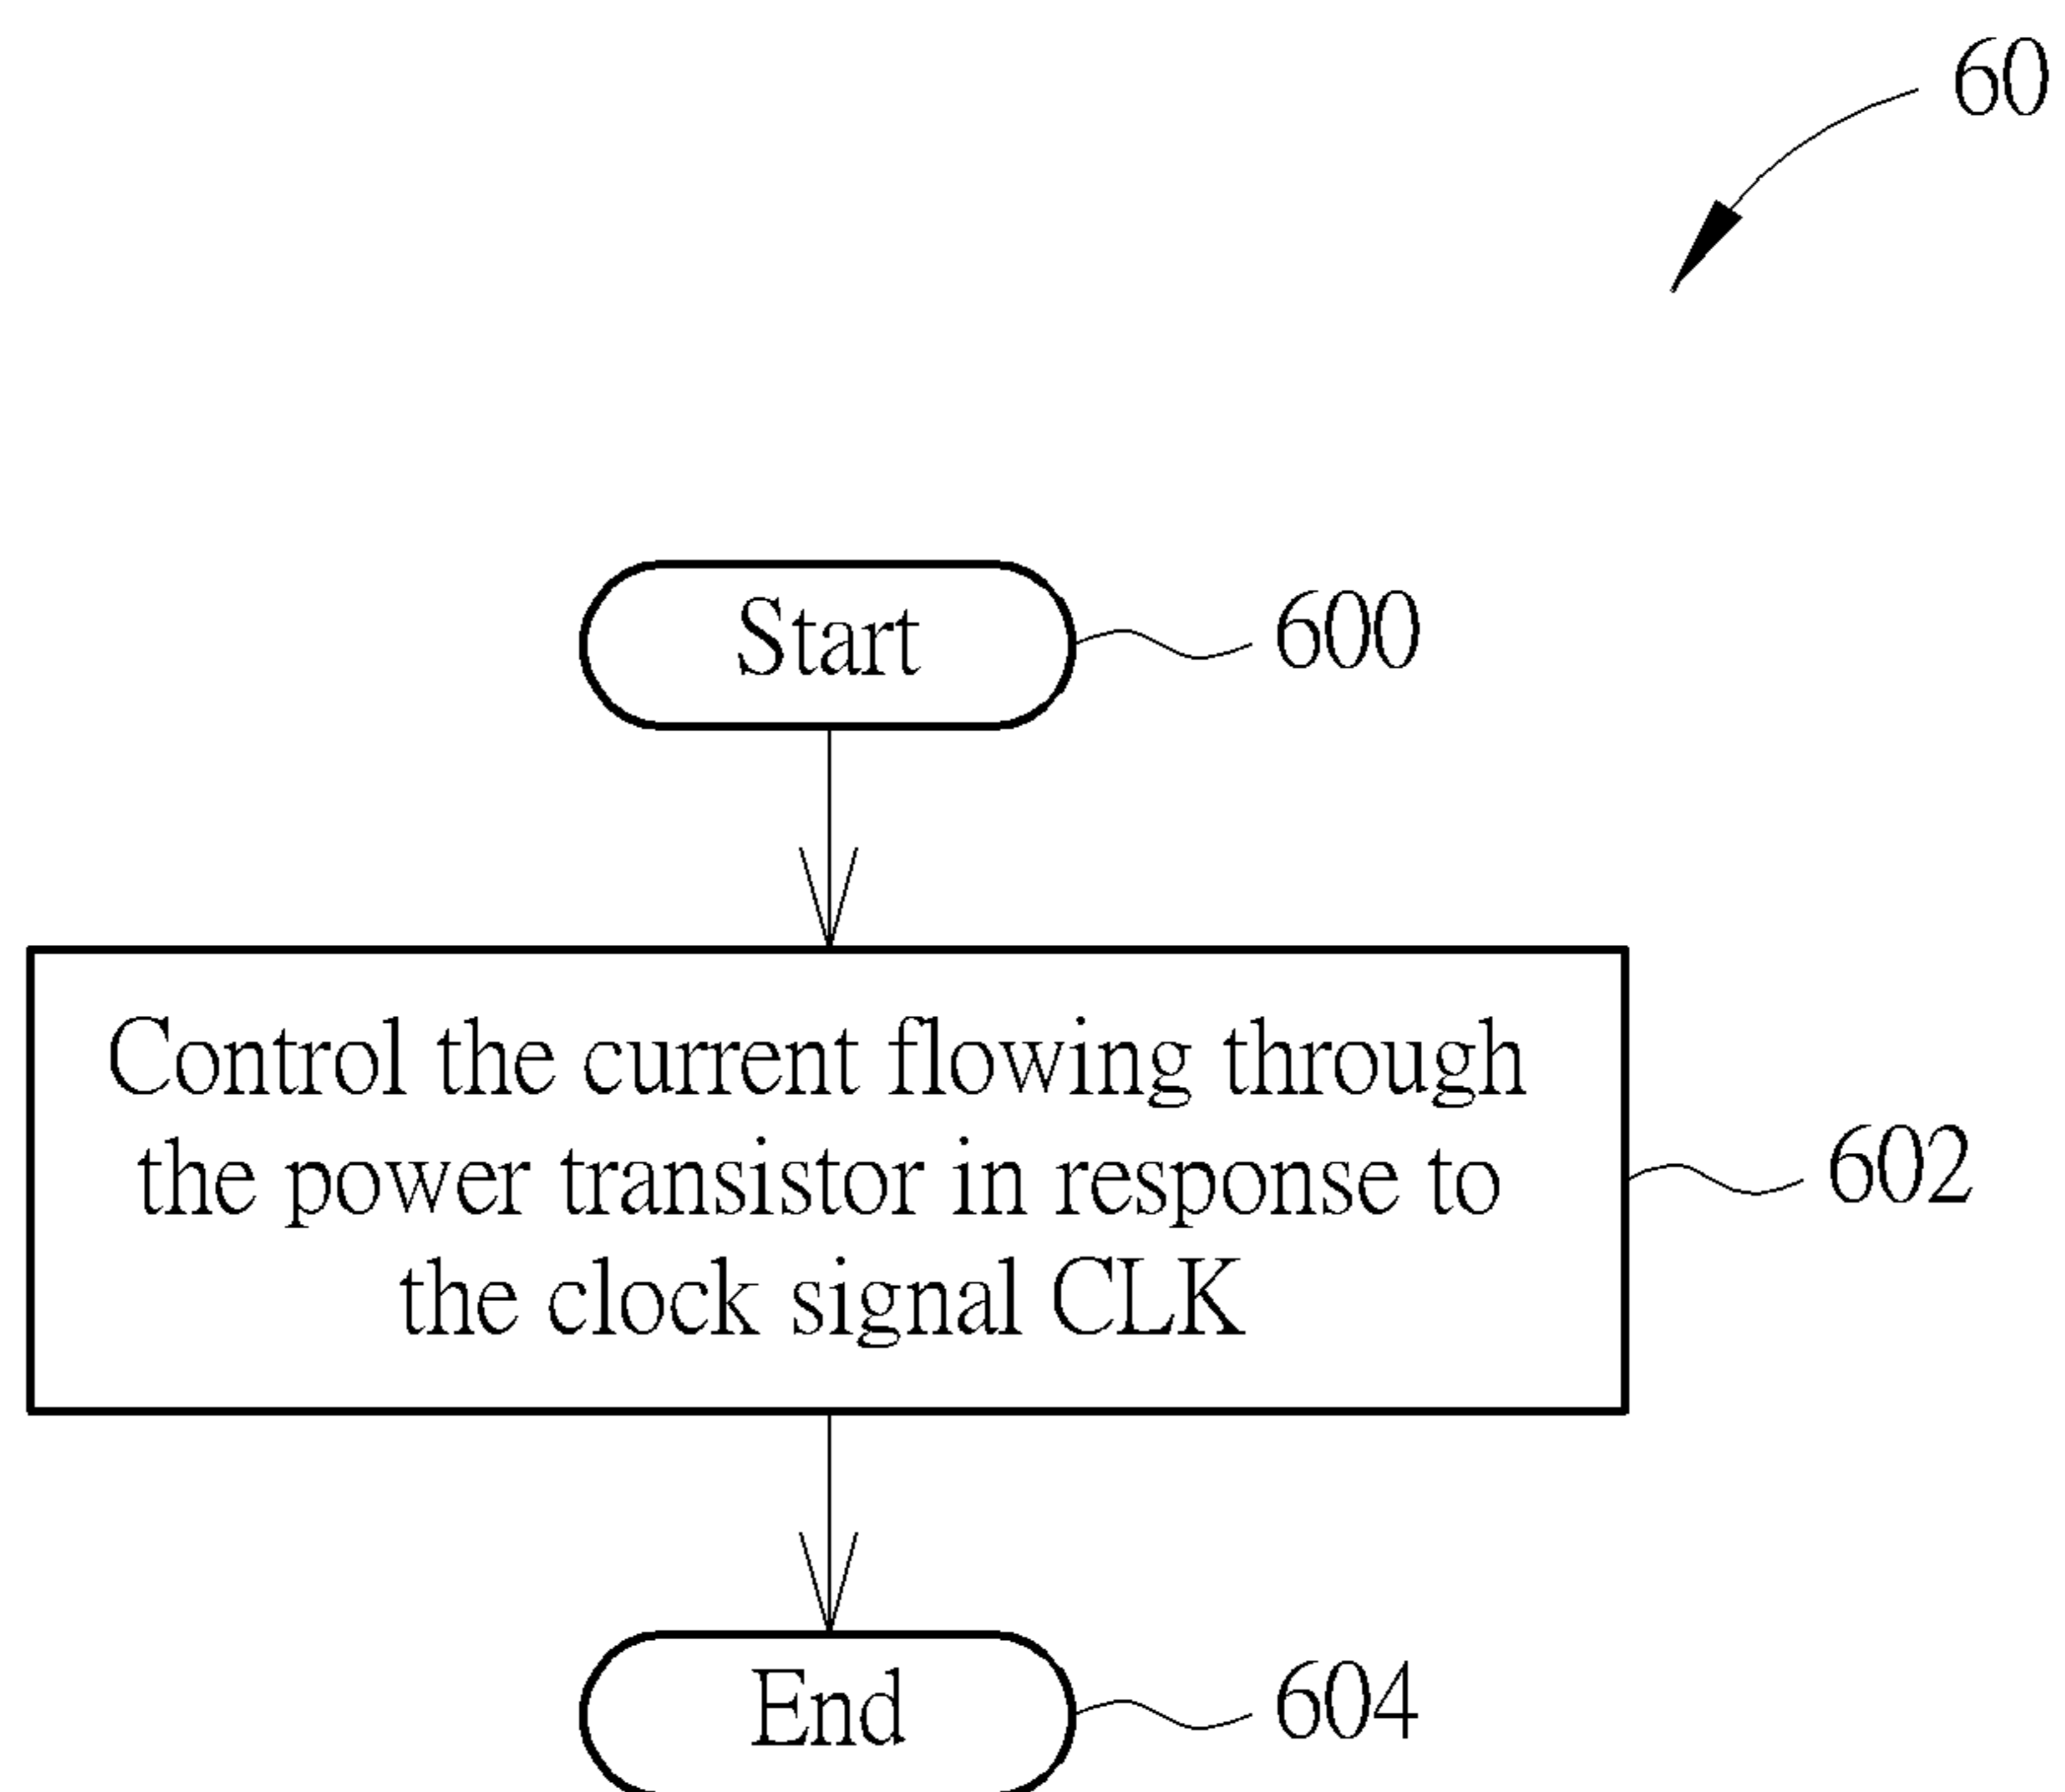 60
Start
600
Control the current flowing through
the power transistor in response to
the clock signal CLK
602
End
604